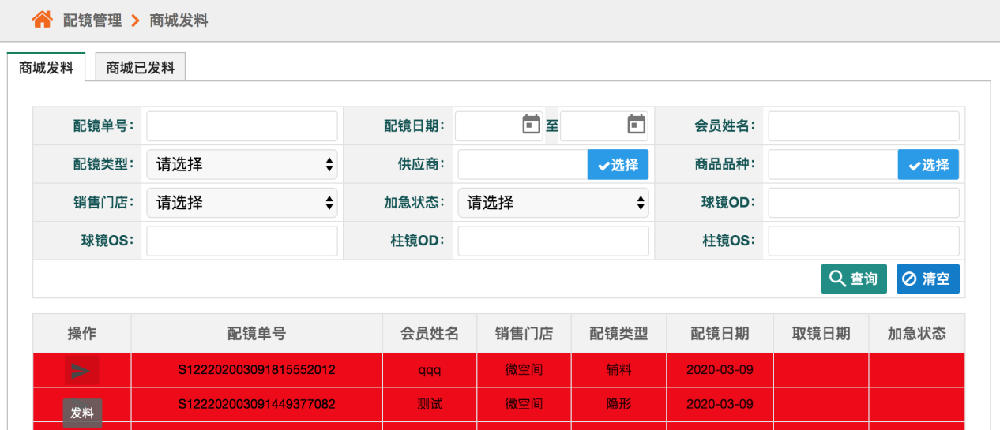 配镜管理 商城发料
商城发料 商城已发料
配镜单号: 配镜日期: 至 会员姓名:
配镜类型: 请选择 供应商: 选择 商品品种: 选择
销售门店: 请选择 加急状态: 请选择 球镜OD:
球镜OS: 柱镜OD: 柱镜OS:
查询 清空
操作 配镜单号 会员姓名 销售门店 配镜类型 配镜日期 取镜日期 加急状态
S122202003091815552012 qqq 微空间 辅料 2020-03-09
S122202003091449377082 测试 微空间 隐形 2020-03-09
发料